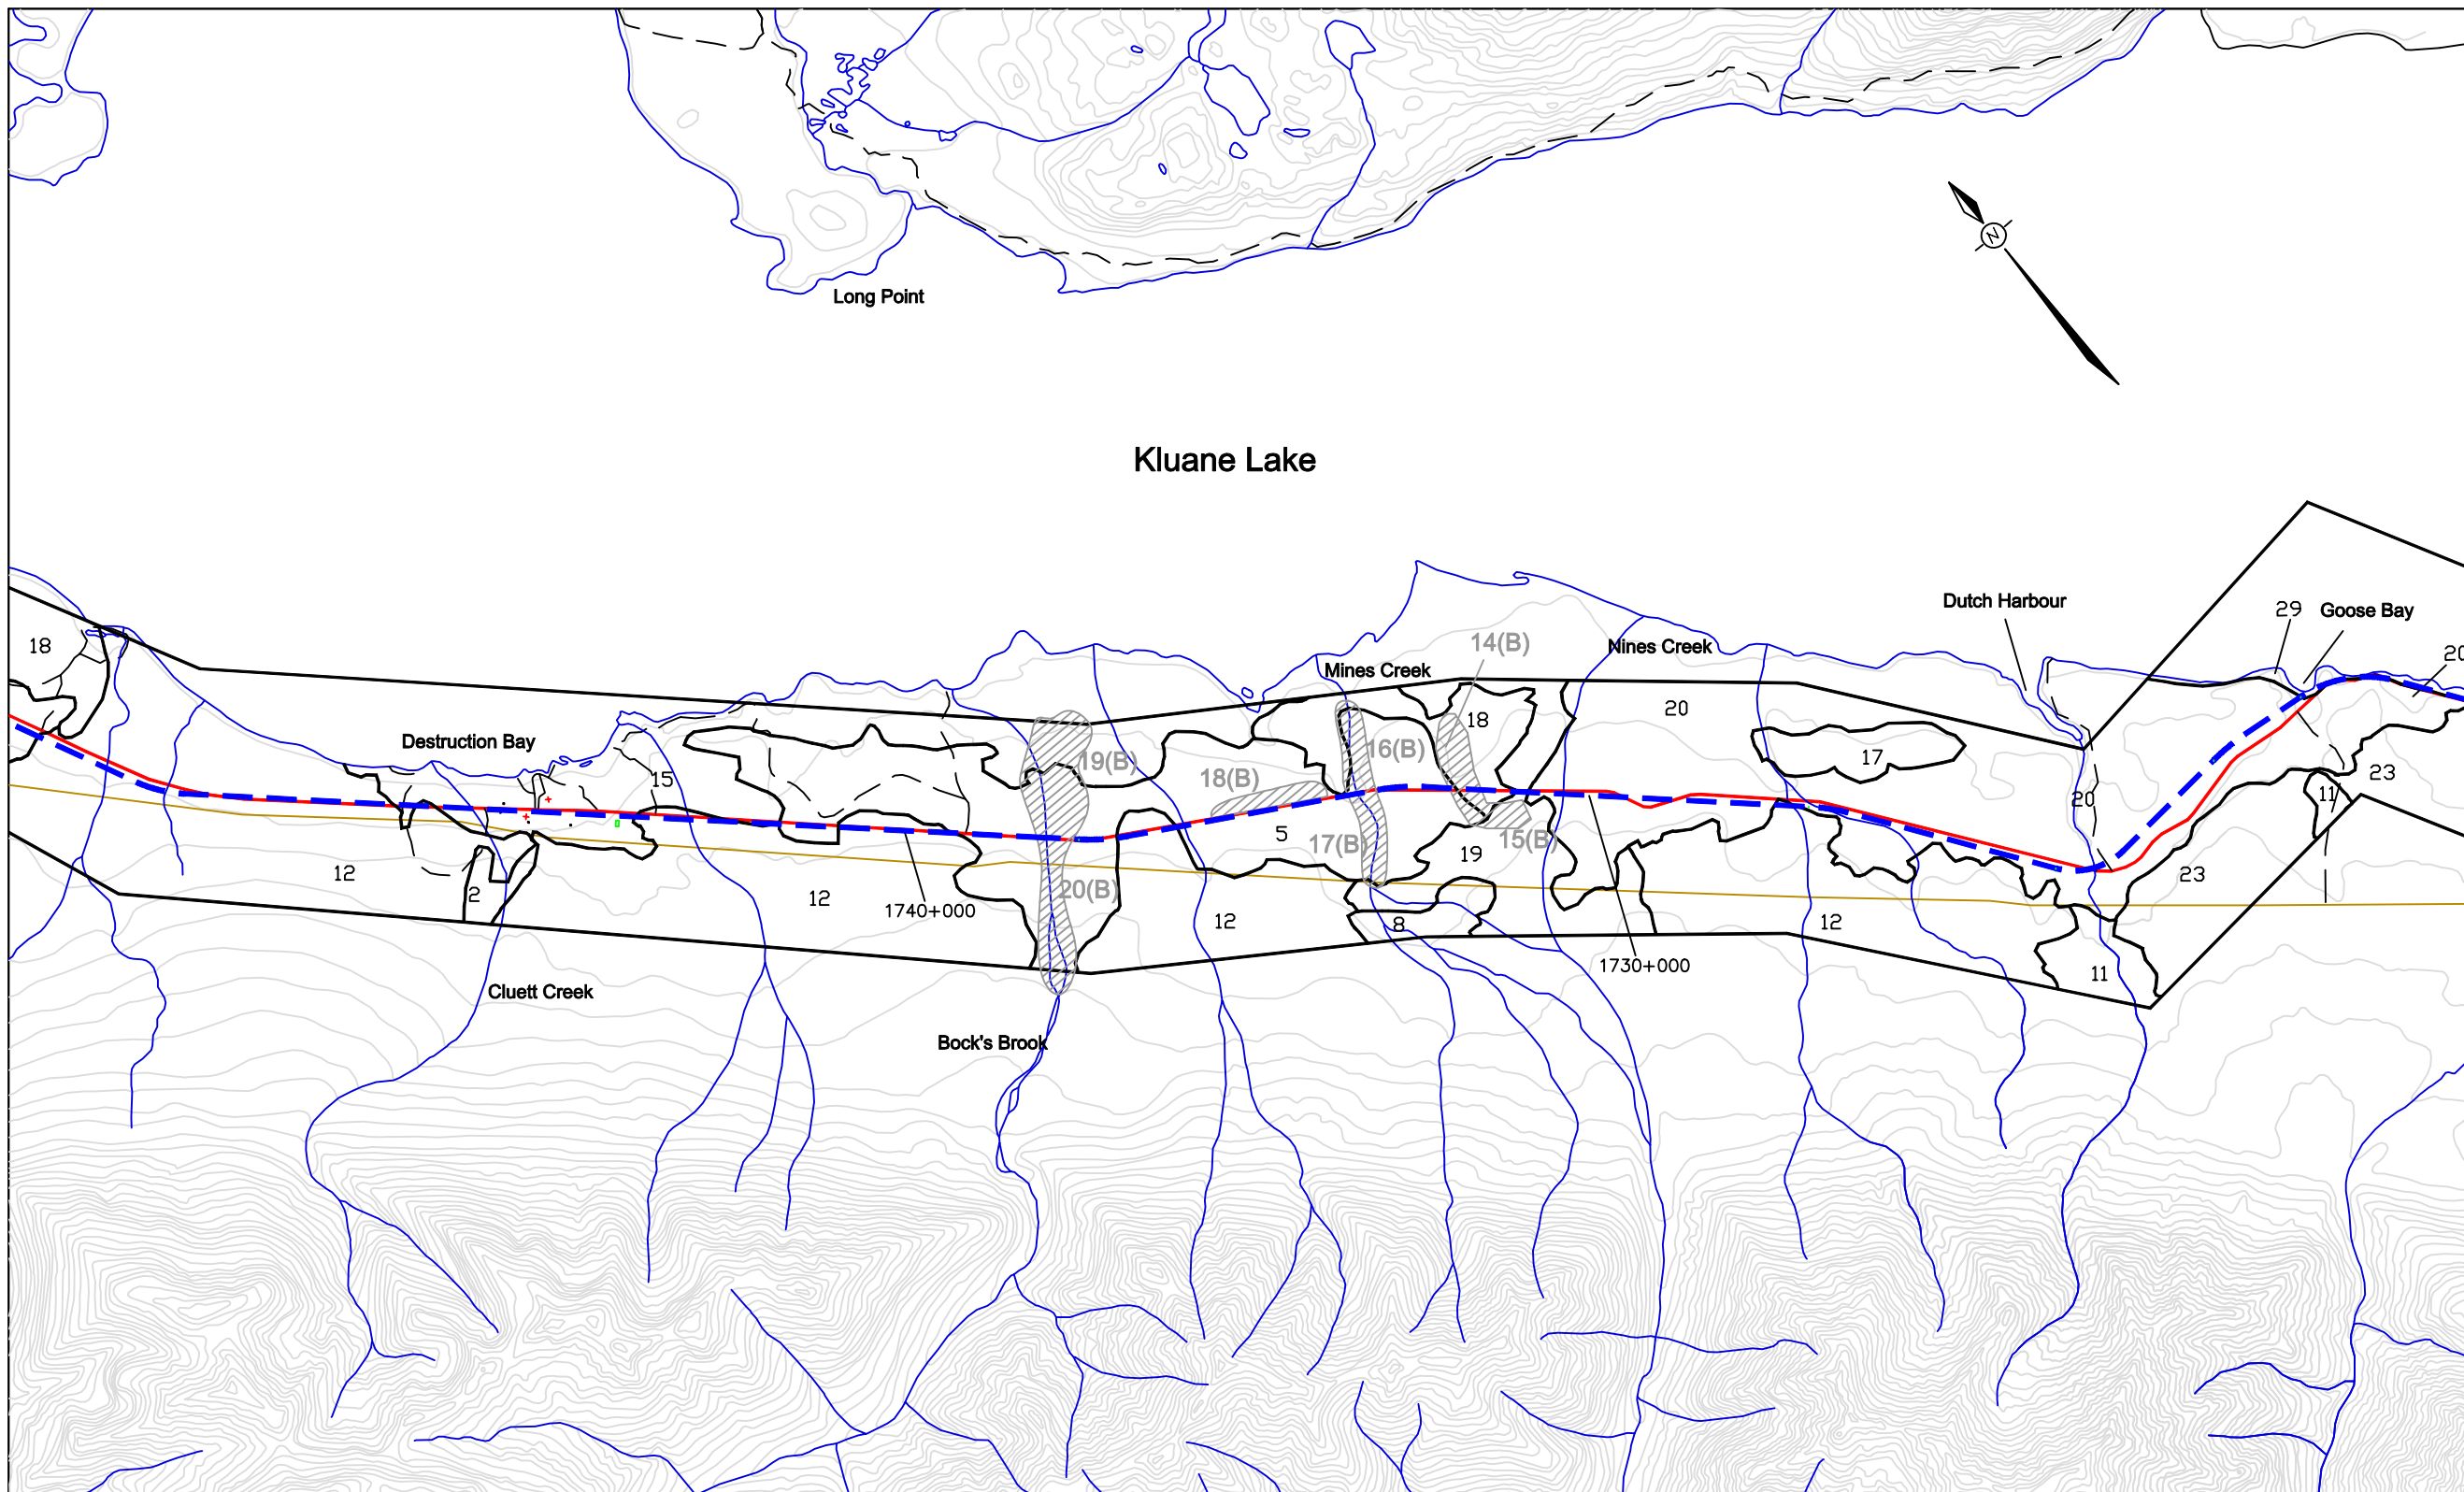 N
Long Point
Kluane Lake
Dutch Harbour
29
Goose Bay
14(B)
Nines Creek
18
20
Mines Creek
20
18
17
Destruction Bay
16(B)
19(B)
23
15
18(B)
11
20
5
17(B)
15(B)
19
12
23
2
20(B)
12
1740+000
12
8
12
1730+000
11
Cluett Creek
Bock's Brook